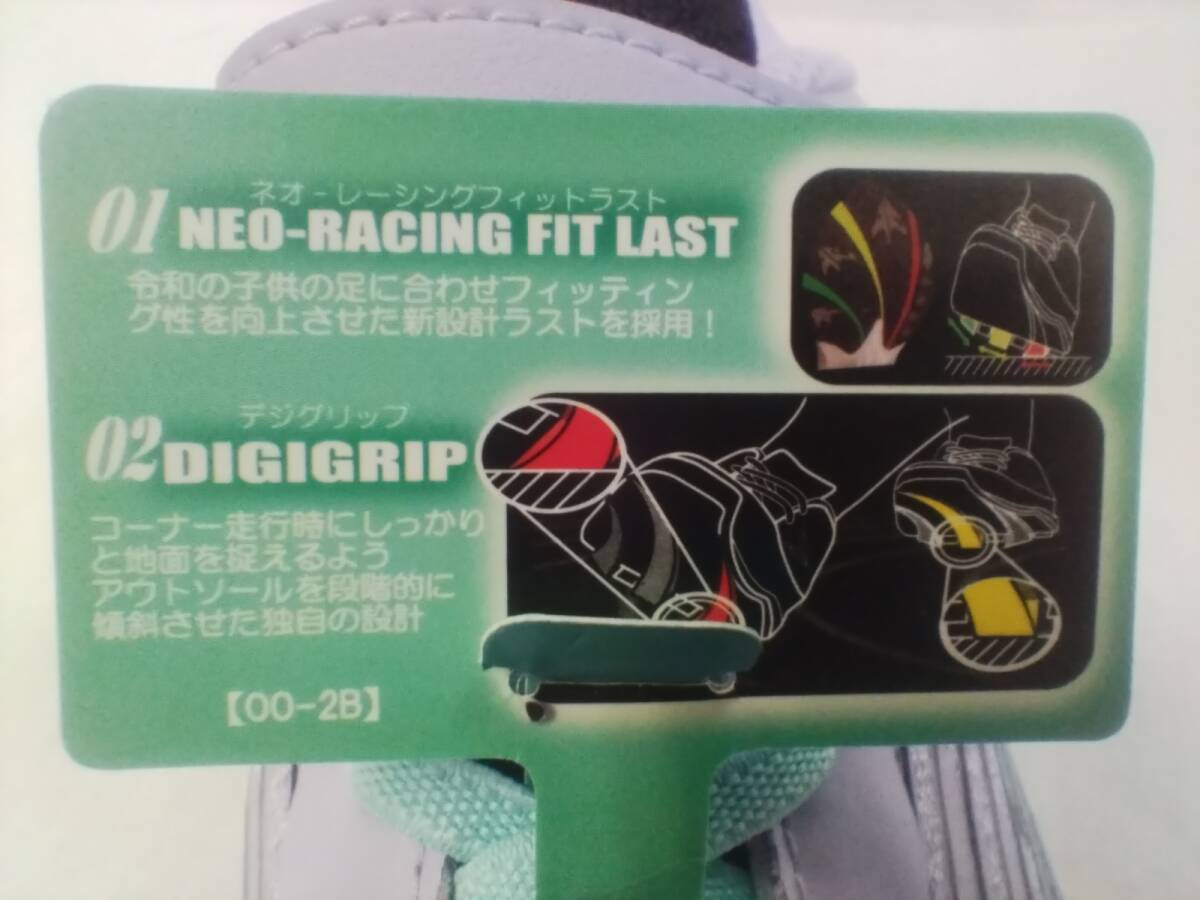 ネオ-レーシングフィットラスト
01 NEO-RACING FIT LAST
令和の子供の足に合わせフィッティン
グ性を向上させた新設計ラストを採用！
デジグリップ
02 DIGIGRIP
コーナー走行時にしっかり
と地面を捉えるよう
アウトソールを段階的に
傾斜させた独自の設計
【00-2B】